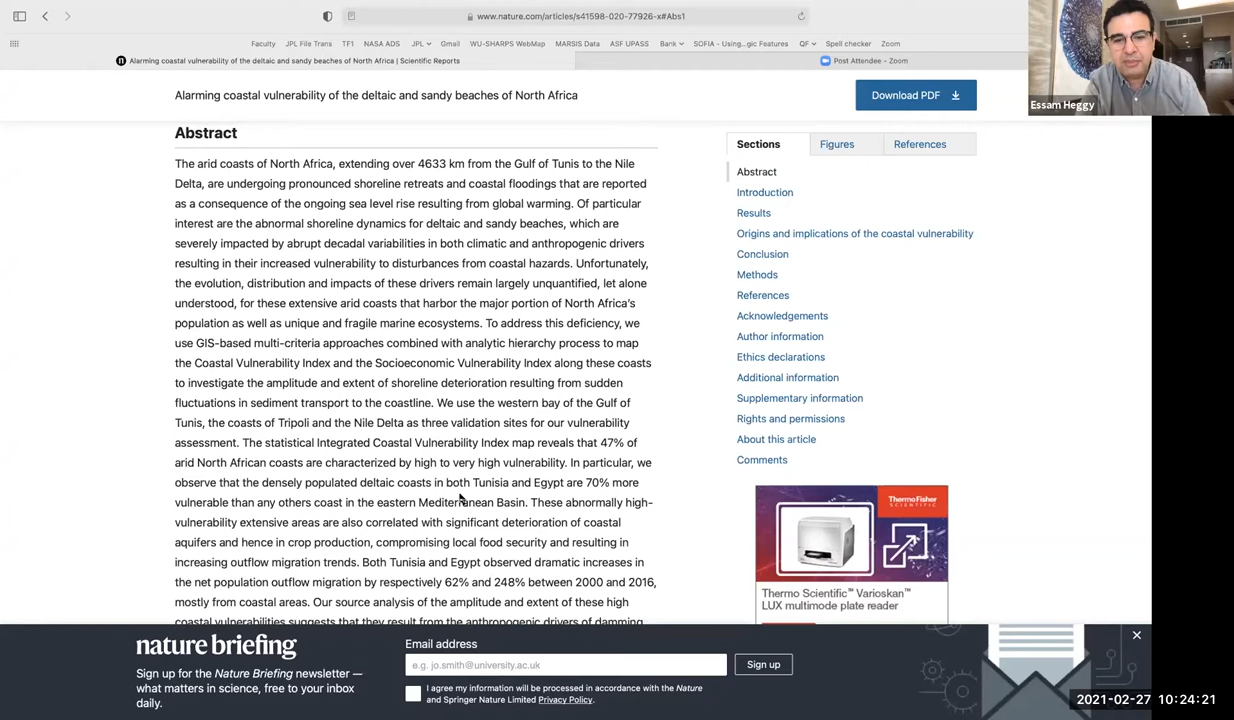 www.nature.com/articles/s41598-020-77926-x#Abs1
Faculty JPL File Trans TF1 NASA ADS JPL Gmail WU-SHARPS WebMap MARSIS Data ASF UPASS Bank SOFIA - Using...gic Features QF Spell checker Zoom
Alarming coastal vulnerability of the deltaic and sandy beaches of North Africa | Scientific Reports
Post Attendee - Zoom
Essam Heggy
Alarming coastal vulnerability of the deltaic and sandy beaches of North Africa
Download PDF
Abstract
The arid coasts of North Africa, extending over 4633 km from the Gulf of Tunis to the Nile
Delta, are undergoing pronounced shoreline retreats and coastal floodings that are reported
as a consequence of the ongoing sea level rise resulting from global warming. Of particular
interest are the abnormal shoreline dynamics for deltaic and sandy beaches, which are
severely impacted by abrupt decadal variabilities in both climatic and anthropogenic drivers
resulting in their increased vulnerability to disturbances from coastal hazards. Unfortunately,
the evolution, distribution and impacts of these drivers remain largely unquantified, let alone
understood, for these extensive arid coasts that harbor the major portion of North Africa's
population as well as unique and fragile marine ecosystems. To address this deficiency, we
use GIS-based multi-criteria approaches combined with analytic hierarchy process to map
the Coastal Vulnerability Index and the Socioeconomic Vulnerability Index along these coasts
to investigate the amplitude and extent of shoreline deterioration resulting from sudden
fluctuations in sediment transport to the coastline. We use the western bay of the Gulf of
Tunis, the coasts of Tripoli and the Nile Delta as three validation sites for our vulnerability
assessment. The statistical Integrated Coastal Vulnerability Index map reveals that 47% of
arid North African coasts are characterized by high to very high vulnerability. In particular, we
observe that the densely populated deltaic coasts in both Tunisia and Egypt are 70% more
vulnerable than any others coast in the eastern Mediterranean Basin. These abnormally high-
vulnerability extensive areas are also correlated with significant deterioration of coastal
aquifers and hence in crop production, compromising local food security and resulting in
increasing outflow migration trends. Both Tunisia and Egypt observed dramatic increases in
the net population outflow migration by respectively 62% and 248% between 2000 and 2016,
mostly from coastal areas. Our source analysis of the amplitude and extent of these high
coastal vulnerabilities suggests that they result from the anthropogenic drivers of damming
Sections
Figures
References
Abstract
Introduction
Results
Origins and implications of the coastal vulnerability
Conclusion
Methods
References
Acknowledgements
Author information
Ethics declarations
Additional information
Supplementary information
Rights and permissions
About this article
Comments
ThermoFisher
SCIENTIFIC
Thermo Scientific™ Varioskan™
LUX multimode plate reader
nature briefing
Sign up for the Nature Briefing newsletter —
what matters in science, free to your inbox
daily.
Email address
e.g. jo.smith@university.ac.uk
Sign up
I agree my information will be processed in accordance with the Nature
and Springer Nature Limited Privacy Policy.
2021-02-27 10:24:21